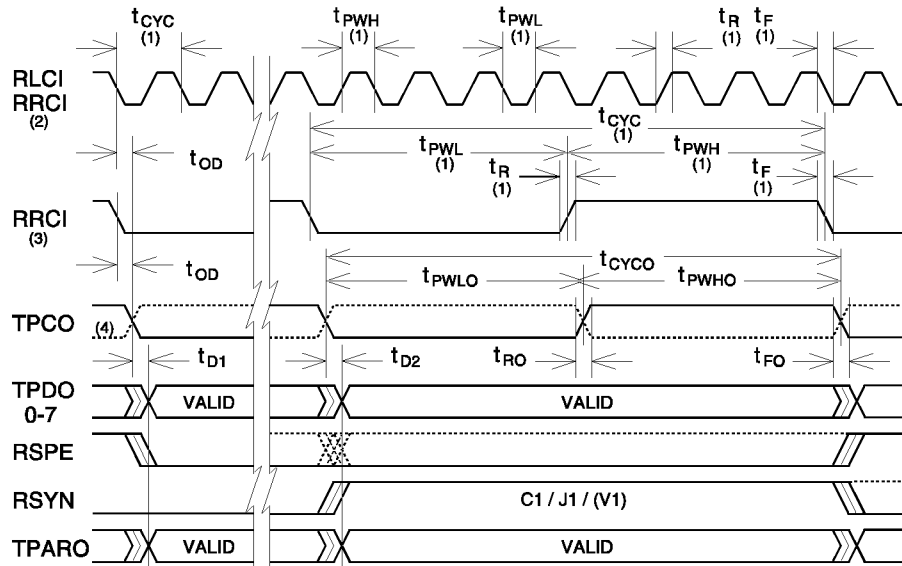 tCYC (1) tPWH (1) tPWL (1) tR (1) tF (1)
RLCI
RRCI
(2)
tCYC (1)
tOD tPWL (1) tPWH (1)
tR (1) tF (1)
RRCI
(3)
tOD tCYCO
tPWLO tPWHO
TPCO (4)
tD1 tD2 tRO tFO
TPDO
0-7
VALID VALID
RSPE
RSYN C1 / J1 / (V1)
TPARO VALID VALID